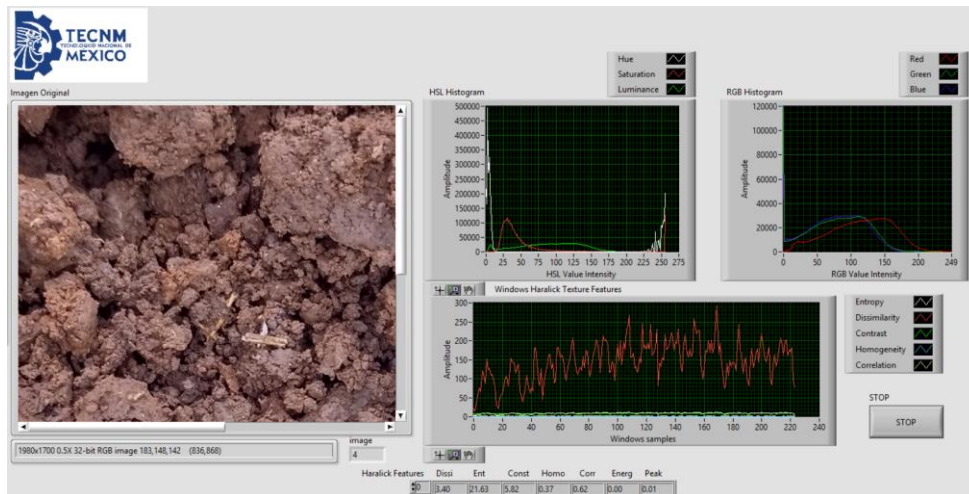 TECNM
TECNOLÓGICO NACIONAL DE
MÉXICO
Imagen Original
1980x1700 0.5X 32-bit RGB image 183,148,142 (836,868)
image
4
HSL Histogram
Hue
Saturation
Luminance
Amplitude
500000
450000
400000
350000
300000
250000
200000
150000
100000
50000
0
0 25 50 75 100 125 150 175 200 225 250 275
HSL Value Intensity
RGB Histogram
Red
Green
Blue
Amplitude
120000
100000
80000
60000
40000
20000
0
0 50 100 150 200 249
RGB Value Intensity
Windows Haralick Texture Features
Amplitude
300
250
200
150
100
50
0
0 20 40 60 80 100 120 140 160 180 200 220 240
Windows samples
Entropy
Dissimilarity
Contrast
Homogeneity
Correlation
STOP
STOP
Haralick Features Dissi Ent Const Homo Corr Energ Peak
0 3.40 21.63 5.82 0.37 0.62 0.00 0.01